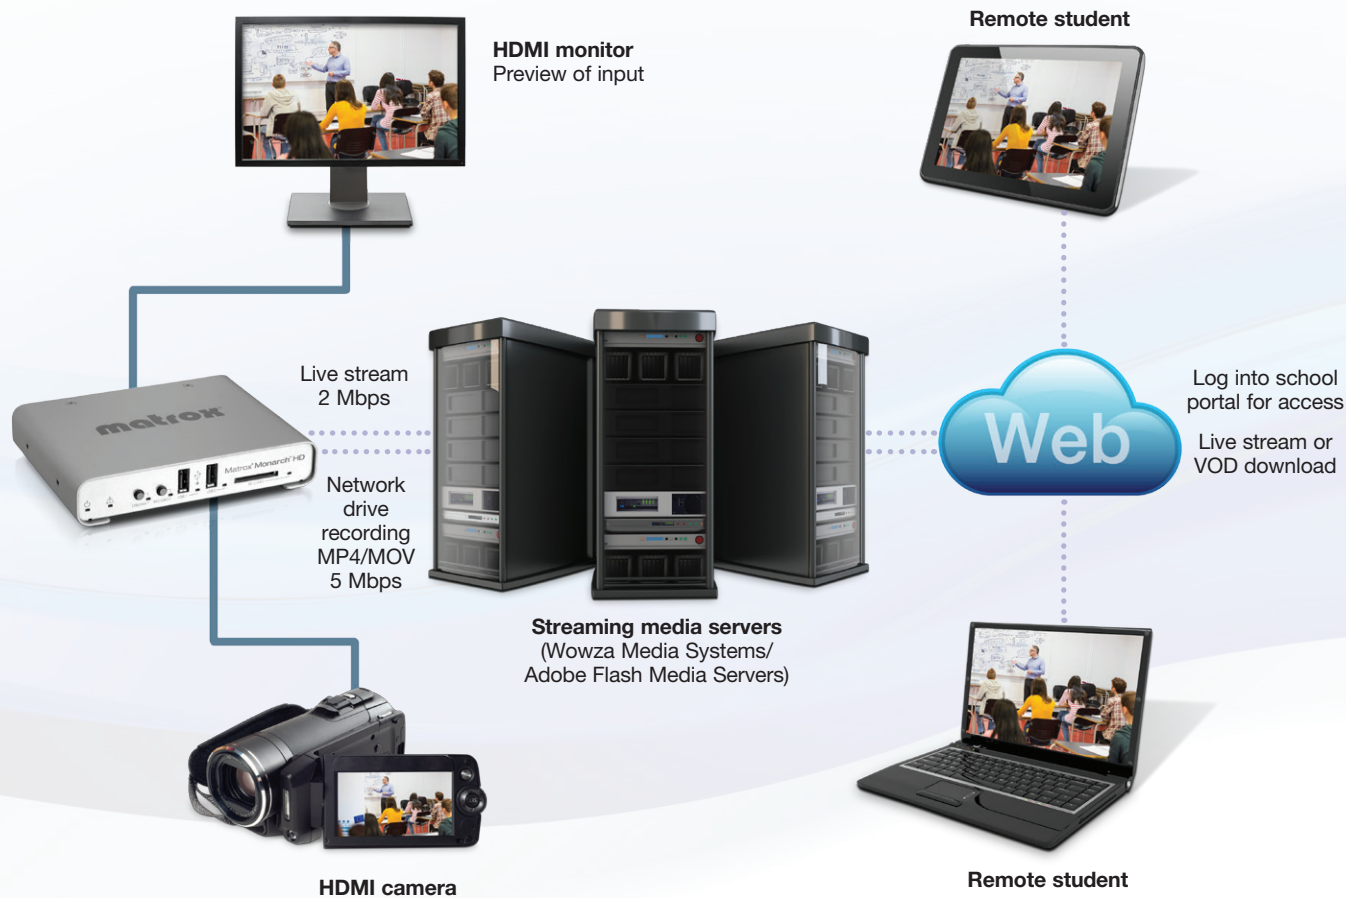 HDMI monitor
Preview of input
Remote student
Live stream
2 Mbps
matrox
Matrox Monarch HD
Network
drive
recording
MP4/MOV
5 Mbps
Web
Log into school
portal for access
Live stream or
VOD download
Streaming media servers
(Wowza Media Systems/
Adobe Flash Media Servers)
HDMI camera
Remote student